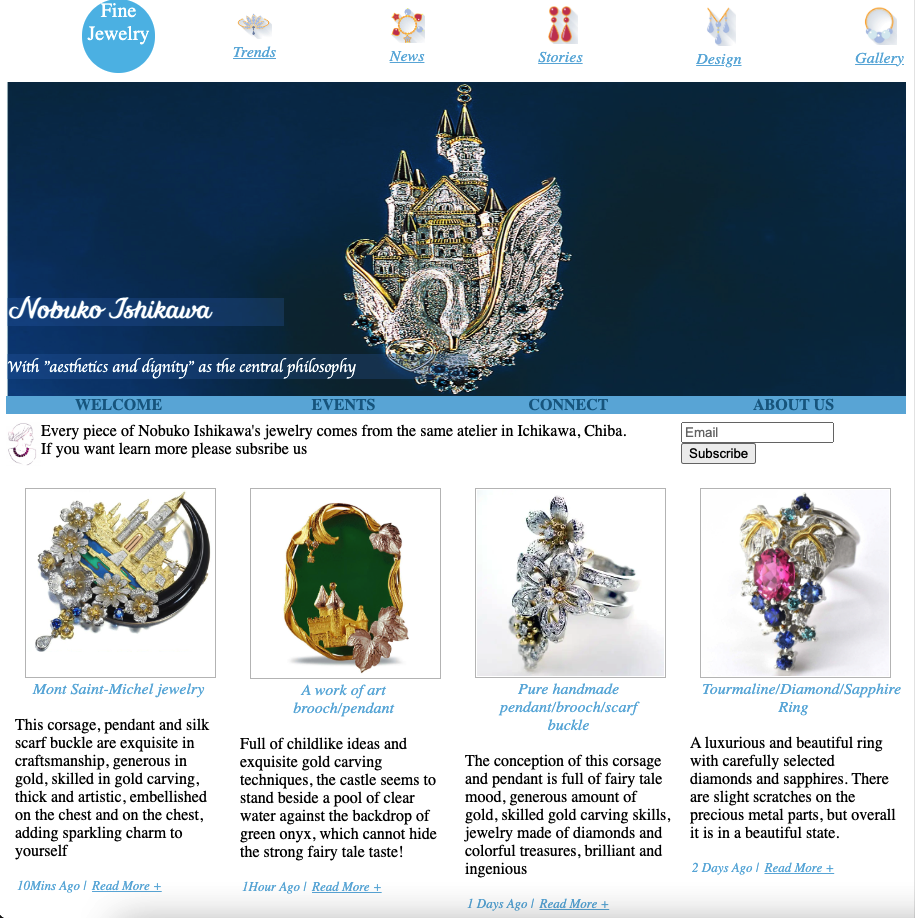 Fine
Jewelry
Trends
News
Stories
Design
Gallery
Nobuko Ishikawa
With "aesthetics and dignity" as the central philosophy
WELCOME
EVENTS
CONNECT
ABOUT US
Every piece of Nobuko Ishikawa's jewelry comes from the same atelier in Ichikawa, Chiba.
If you want learn more please subsribe us
Email
Subscribe
Mont Saint-Michel jewelry
This corsage, pendant and silk
scarf buckle are exquisite in
craftsmanship, generous in
gold, skilled in gold carving,
thick and artistic, embellished
on the chest and on the chest,
adding sparkling charm to
yourself
10Mins Ago | Read More +
A work of art
brooch/pendant
Full of childlike ideas and
exquisite gold carving
techniques, the castle seems to
stand beside a pool of clear
water against the backdrop of
green onyx, which cannot hide
the strong fairy tale taste!
1Hour Ago | Read More +
Pure handmade
pendant/brooch/scarf
buckle
The conception of this corsage
and pendant is full of fairy tale
mood, generous amount of
gold, skilled gold carving skills,
jewelry made of diamonds and
colorful treasures, brilliant and
ingenious
1 Days Ago | Read More +
Tourmaline/Diamond/Sapphire
Ring
A luxurious and beautiful ring
with carefully selected
diamonds and sapphires. There
are slight scratches on the
precious metal parts, but overall
it is in a beautiful state.
2 Days Ago | Read More +